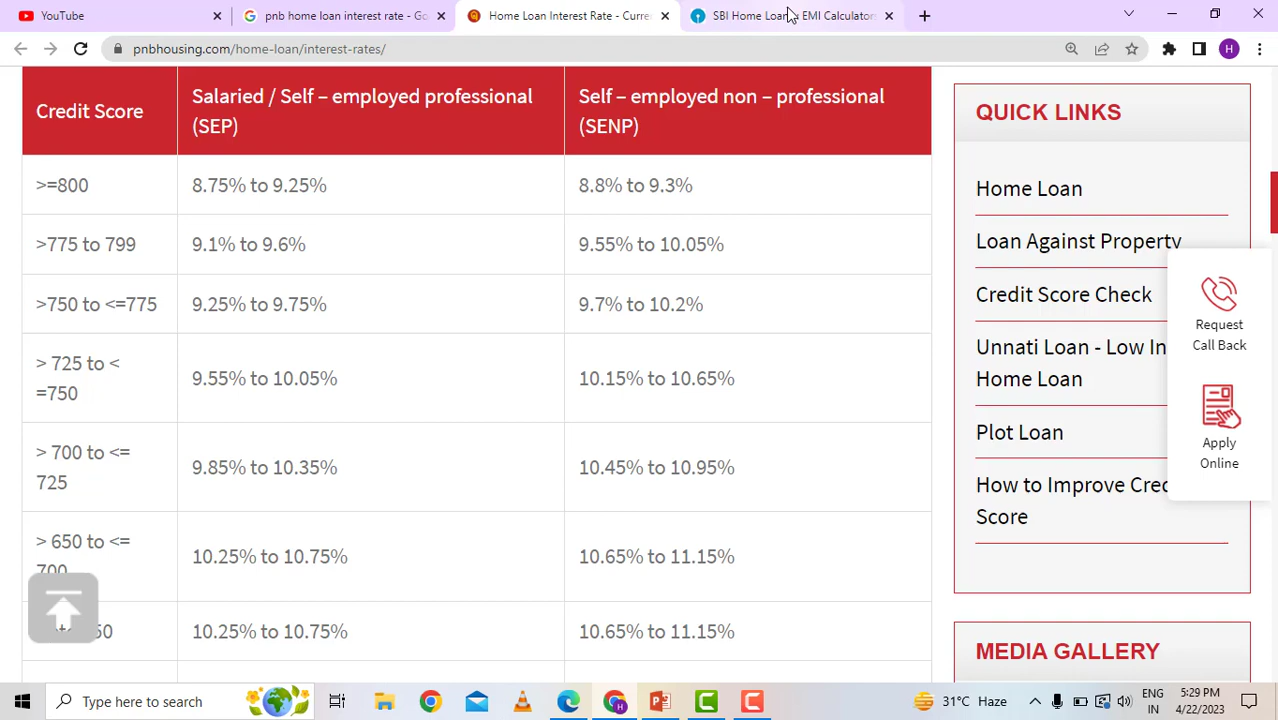 YouTube
pnb home loan interest rate - Go
Home Loan Interest Rate - Curre
SBI Home Loan EMI Calculator
pnbhousing.com/home-loan/interest-rates/
H
Credit Score
Salaried / Self – employed professional
(SEP)
Self – employed non – professional
(SENP)
>=800
8.75% to 9.25%
8.8% to 9.3%
>775 to 799
9.1% to 9.6%
9.55% to 10.05%
>750 to <=775
9.25% to 9.75%
9.7% to 10.2%
> 725 to <
=750
9.55% to 10.05%
10.15% to 10.65%
> 700 to <=
725
9.85% to 10.35%
10.45% to 10.95%
> 650 to <=
700
10.25% to 10.75%
10.65% to 11.15%
50
10.25% to 10.75%
10.65% to 11.15%
QUICK LINKS
Home Loan
Loan Against Property
Credit Score Check
Unnati Loan - Low In
Home Loan
Plot Loan
How to Improve Cred
Score
MEDIA GALLERY
Request
Call Back
Apply
Online
Type here to search
31°C Haze
ENG
IN
5:29 PM
4/22/2023